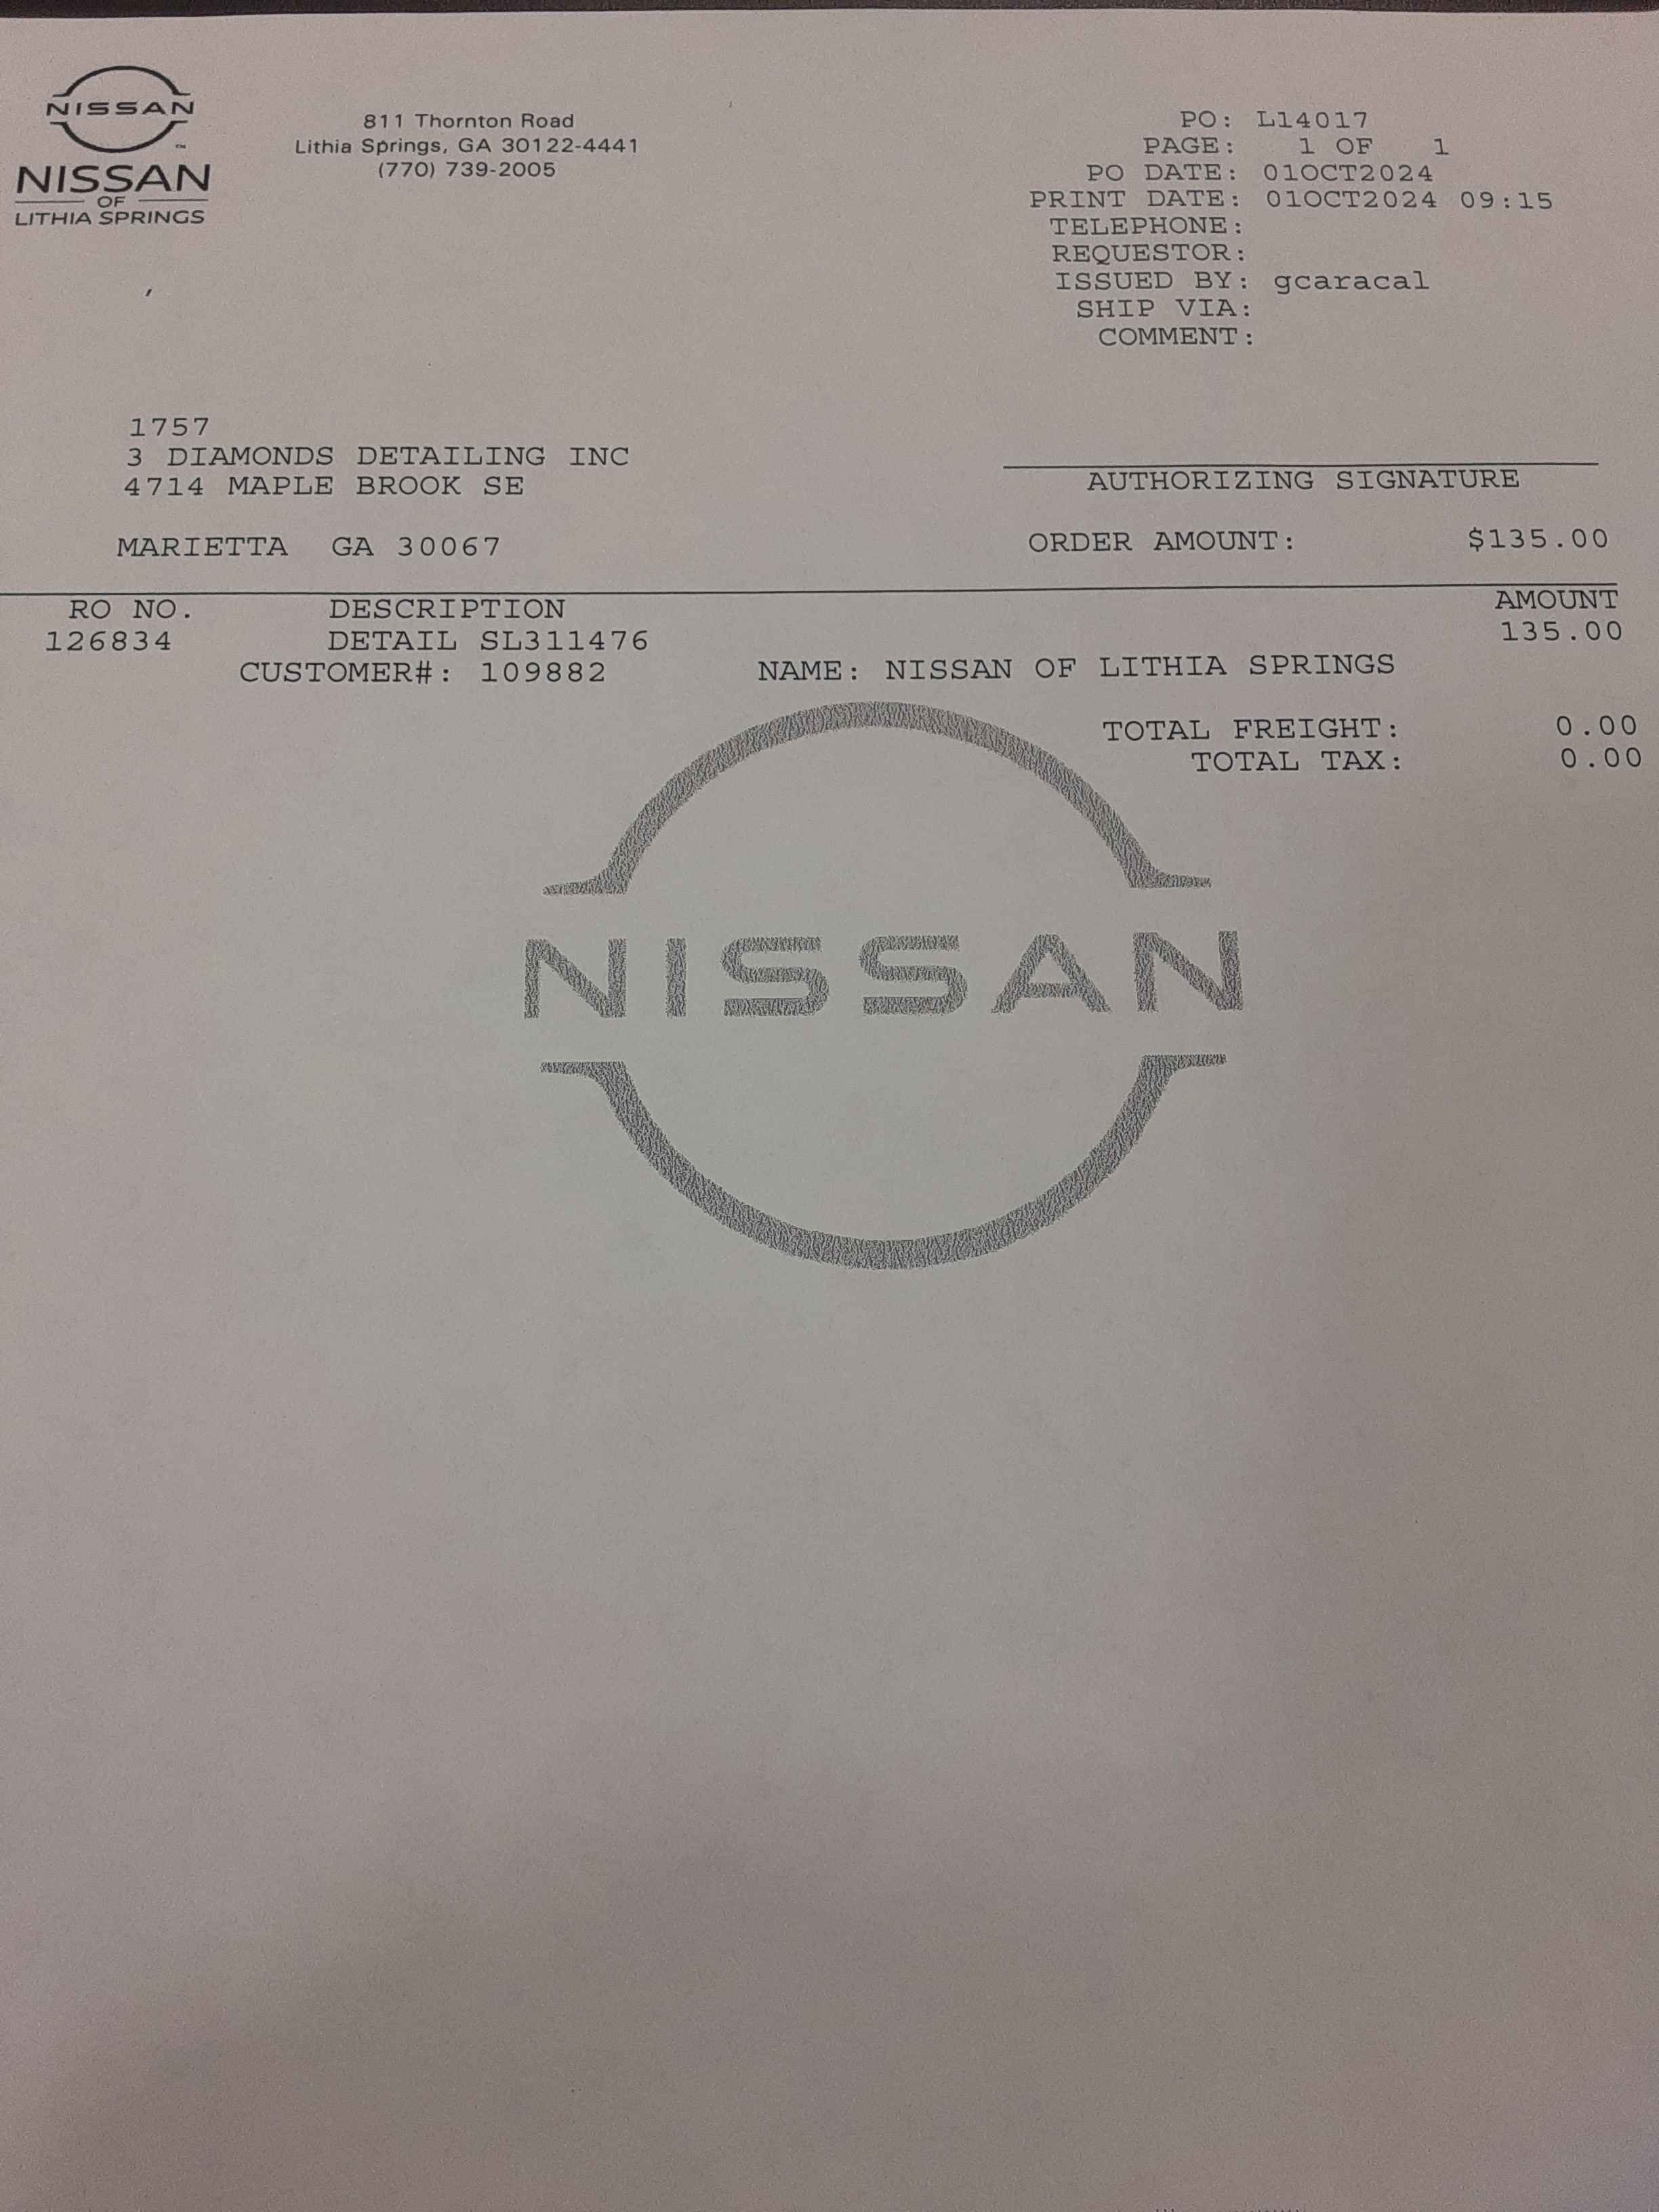 NISSAN
NISSAN
OF
LITHIA SPRINGS
811 Thornton Road
Lithia Springs, GA 30122-4441
(770) 739-2005
PO: L14017
PAGE: 1 OF 1
PO DATE: 01OCT2024
PRINT DATE: 01OCT2024 09:15
TELEPHONE:
REQUESTOR:
ISSUED BY: gcaracal
SHIP VIA:
COMMENT:
1757
3 DIAMONDS DETAILING INC
4714 MAPLE BROOK SE
MARIETTA GA 30067
AUTHORIZING SIGNATURE
ORDER AMOUNT: $135.00
RO NO. DESCRIPTION AMOUNT
126834 DETAIL SL311476 135.00
CUSTOMER#: 109882 NAME: NISSAN OF LITHIA SPRINGS
TOTAL FREIGHT: 0.00
TOTAL TAX: 0.00
NISSAN